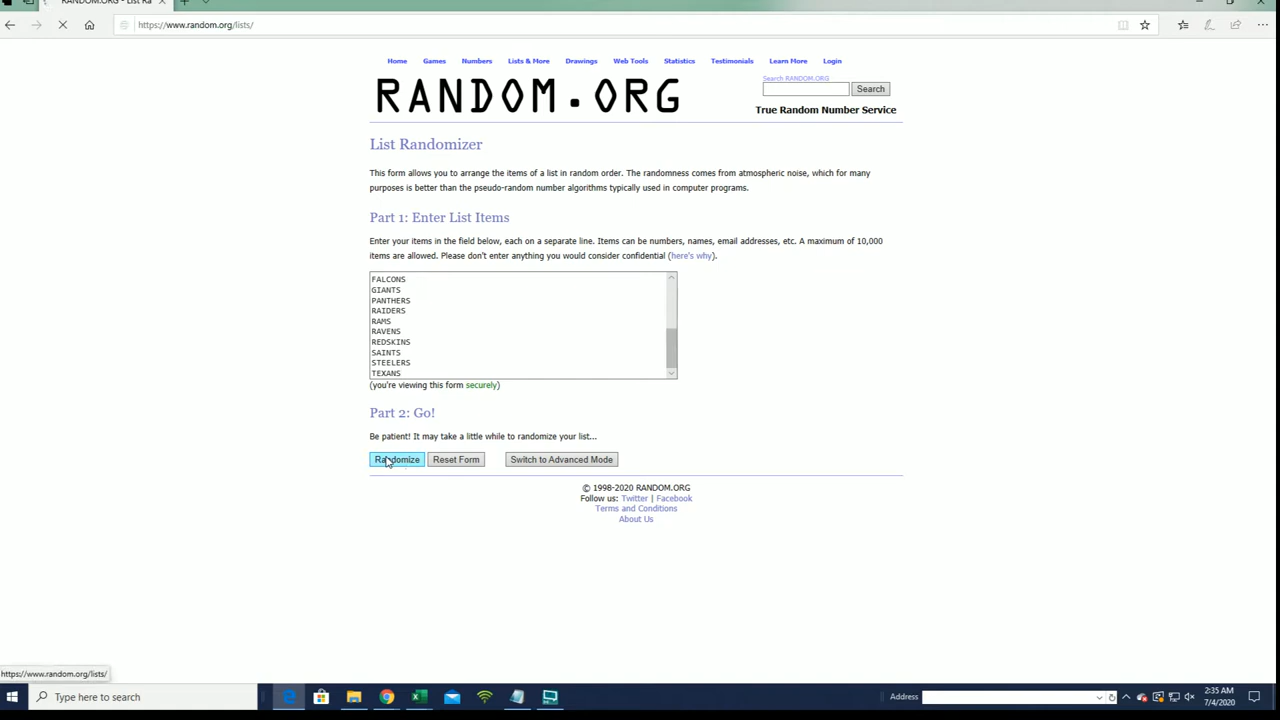 RANDOM.ORG - List Ra
https://www.random.org/lists/
Home Games Numbers Lists & More Drawings Web Tools Statistics Testimonials Learn More Login
RANDOM.ORG
Search RANDOM.ORG
Search
True Random Number Service
List Randomizer
This form allows you to arrange the items of a list in random order. The randomness comes from atmospheric noise, which for many
purposes is better than the pseudo-random number algorithms typically used in computer programs.
Part 1: Enter List Items
Enter your items in the field below, each on a separate line. Items can be numbers, names, email addresses, etc. A maximum of 10,000
items are allowed. Please don't enter anything you would consider confidential (here's why).
FALCONS
GIANTS
PANTHERS
RAIDERS
RAMS
RAVENS
REDSKINS
SAINTS
STEELERS
TEXANS
(you're viewing this form securely)
Part 2: Go!
Be patient! It may take a little while to randomize your list...
Randomize Reset Form Switch to Advanced Mode
© 1998-2020 RANDOM.ORG
Follow us: Twitter | Facebook
Terms and Conditions
About Us
https://www.random.org/lists/
Type here to search
Address
2:35 AM
7/4/2020